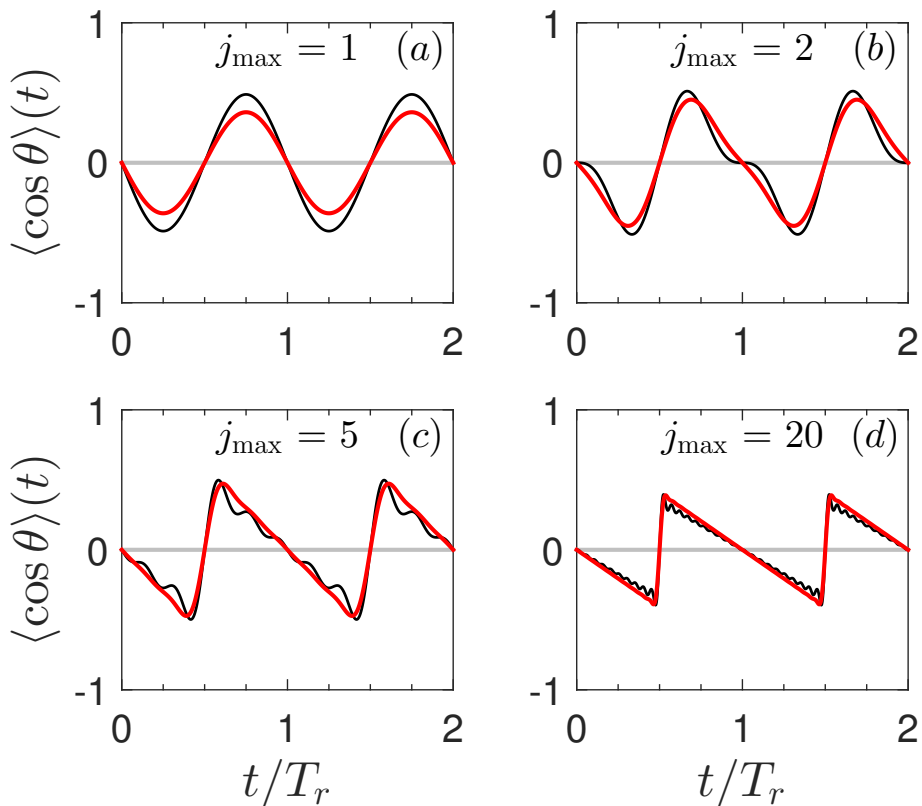 1
j_max = 1 (a)
⟨cos θ⟩(t)
0
-1
0 1 2
1
j_max = 2 (b)
0
-1
0 1 2
1
j_max = 5 (c)
⟨cos θ⟩(t)
0
-1
0 1 2
t/T_r
1
j_max = 20 (d)
0
-1
0 1 2
t/T_r